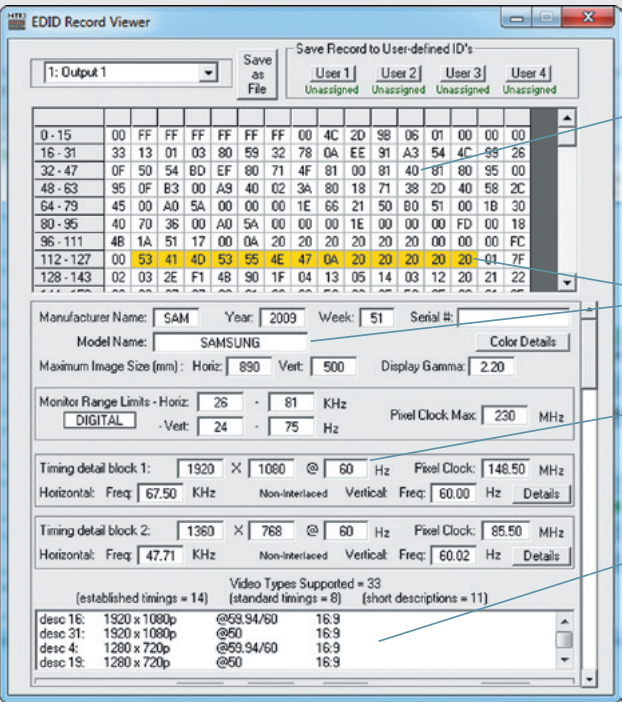 MTRX EDID Record Viewer
1: Output 1
Save as File
Save Record to User-defined ID's
User 1 User 2 User 3 User 4
Unassigned Unassigned Unassigned Unassigned
0 - 15 00 FF FF FF FF FF FF 00 4C 2D 9B 06 01 00 00 00
16 - 31 33 13 01 03 80 59 32 78 0A EE 91 A3 54 4C 99 26
32 - 47 0F 50 54 BD EF 80 71 4F 81 00 81 40 81 80 95 00
48 - 63 95 0F B3 00 A9 40 02 3A 80 18 71 38 2D 40 58 2C
64 - 79 45 00 A0 5A 00 00 00 1E 66 21 50 B0 51 00 1B 30
80 - 95 40 70 36 00 A0 5A 00 00 00 1E 00 00 00 FD 00 18
96 - 111 4B 1A 51 17 00 0A 20 20 20 20 20 20 00 00 00 FC
112 - 127 00 53 41 4D 53 55 4E 47 0A 20 20 20 20 20 01 7F
128 - 143 02 03 2E F1 4B 90 1F 04 13 05 14 03 12 20 21 22
Manufacturer Name: SAM Year: 2009 Week: 51 Serial #:
Model Name: SAMSUNG Color Details
Maximum Image Size (mm) : Horiz: 890 Vert: 500 Display Gamma: 2.20
Monitor Range Limits - Horiz: 26 - 81 KHz
DIGITAL - Vert: 24 - 75 Hz
Pixel Clock Max: 230 MHz
Timing detail block 1: 1920 X 1080 @ 60 Hz Pixel Clock: 148.50 MHz
Horizontal: Freq: 67.50 KHz Non-Interlaced Vertical: Freq: 60.00 Hz Details
Timing detail block 2: 1360 X 768 @ 60 Hz Pixel Clock: 85.50 MHz
Horizontal: Freq: 47.71 KHz Non-Interlaced Vertical: Freq: 60.02 Hz Details
Video Types Supported = 33
(established timings = 14) (standard timings = 8) (short descriptions = 11)
desc 16: 1920 x 1080p @59.94/60 16:9
desc 31: 1920 x 1080p @50 16:9
desc 4: 1280 x 720p @59.94/60 16:9
desc 19: 1280 x 720p @50 16:9